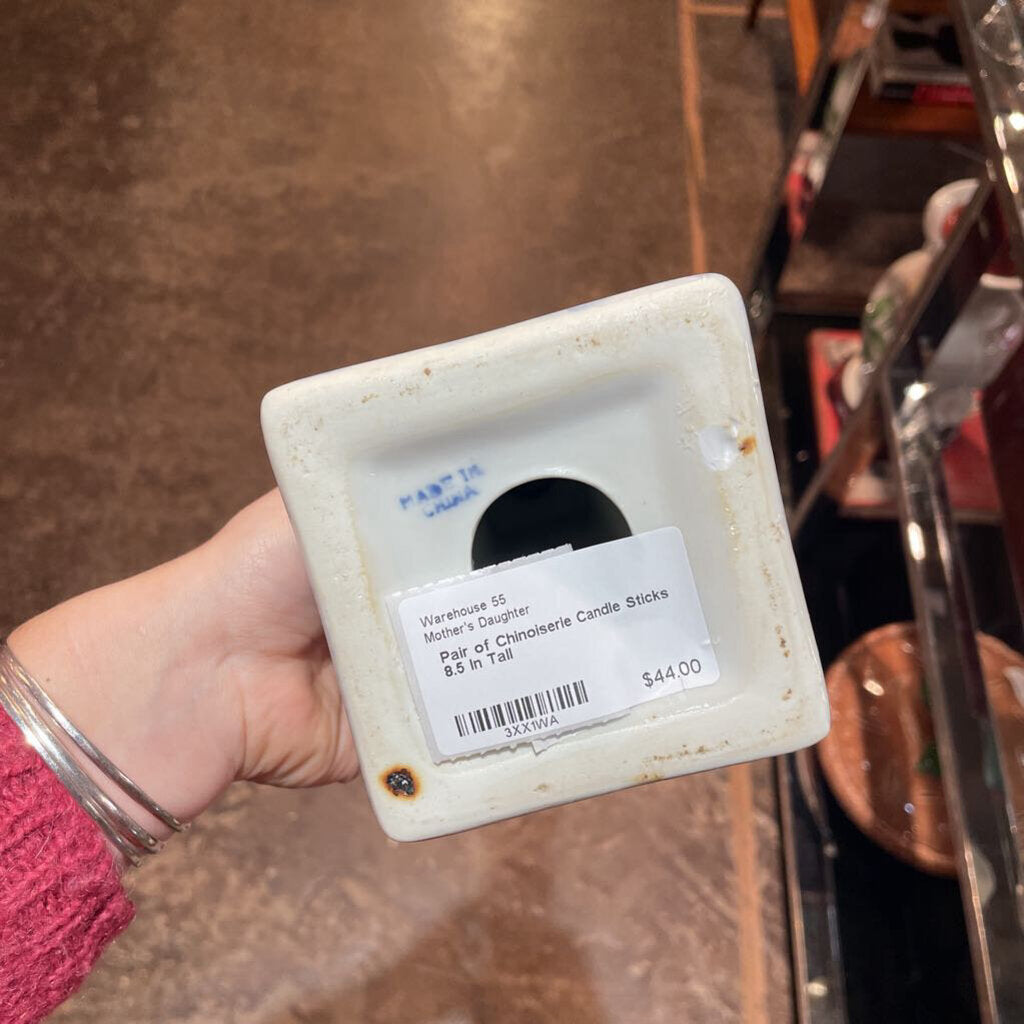 MADE IN
CHINA
Warehouse 55
Mother's Daughter
Pair of Chinoiserie Candle Sticks
8.5 In Tall
$44.00
3XX1WA